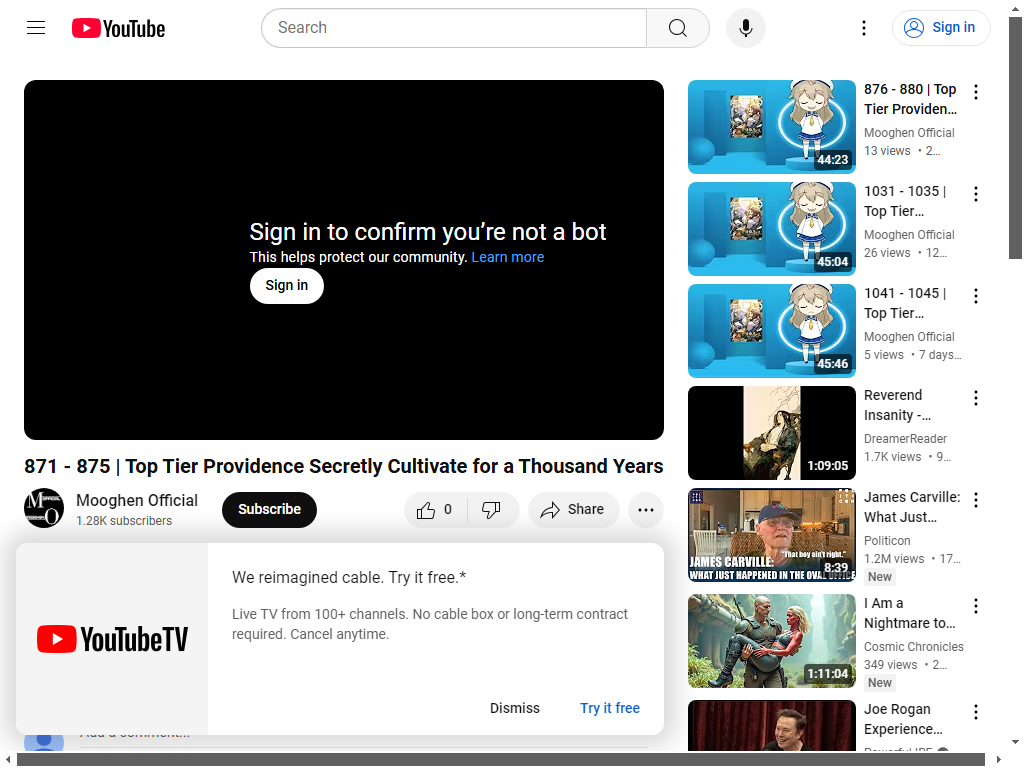 YouTube
Search
Sign in
Sign in to confirm you're not a bot
This helps protect our community. Learn more
Sign in
871 - 875 | Top Tier Providence Secretly Cultivate for a Thousand Years
Mooghen Official
1.28K subscribers
Subscribe
0
Share
We reimagined cable. Try it free.*
Live TV from 100+ channels. No cable box or long-term contract
required. Cancel anytime.
YouTubeTV
Dismiss
Try it free
Add a comment...
876 - 880 | Top
Tier Providen...
Mooghen Official
13 views • 2...
44:23
1031 - 1035 |
Top Tier...
Mooghen Official
26 views • 12...
45:04
1041 - 1045 |
Top Tier...
Mooghen Official
5 views • 7 days...
45:46
Reverend
Insanity -...
DreamerReader
1.7K views • 9...
1:09:05
James Carville:
What Just...
Politicon
1.2M views • 17...
New
"That boy ain't right."
JAMES CARVILLE:
WHAT JUST HAPPENED IN THE OVAL OFFICE
8:39
I Am a
Nightmare to...
Cosmic Chronicles
349 views • 2...
New
1:11:04
Joe Rogan
Experience...